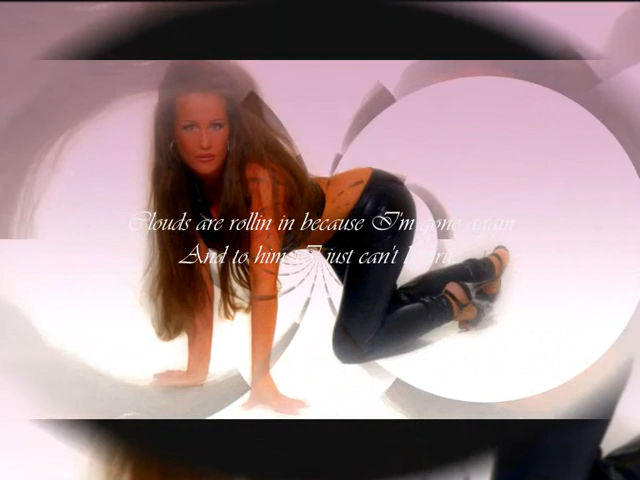 Clouds are rollin in because I'm gone again
And to him I just can't